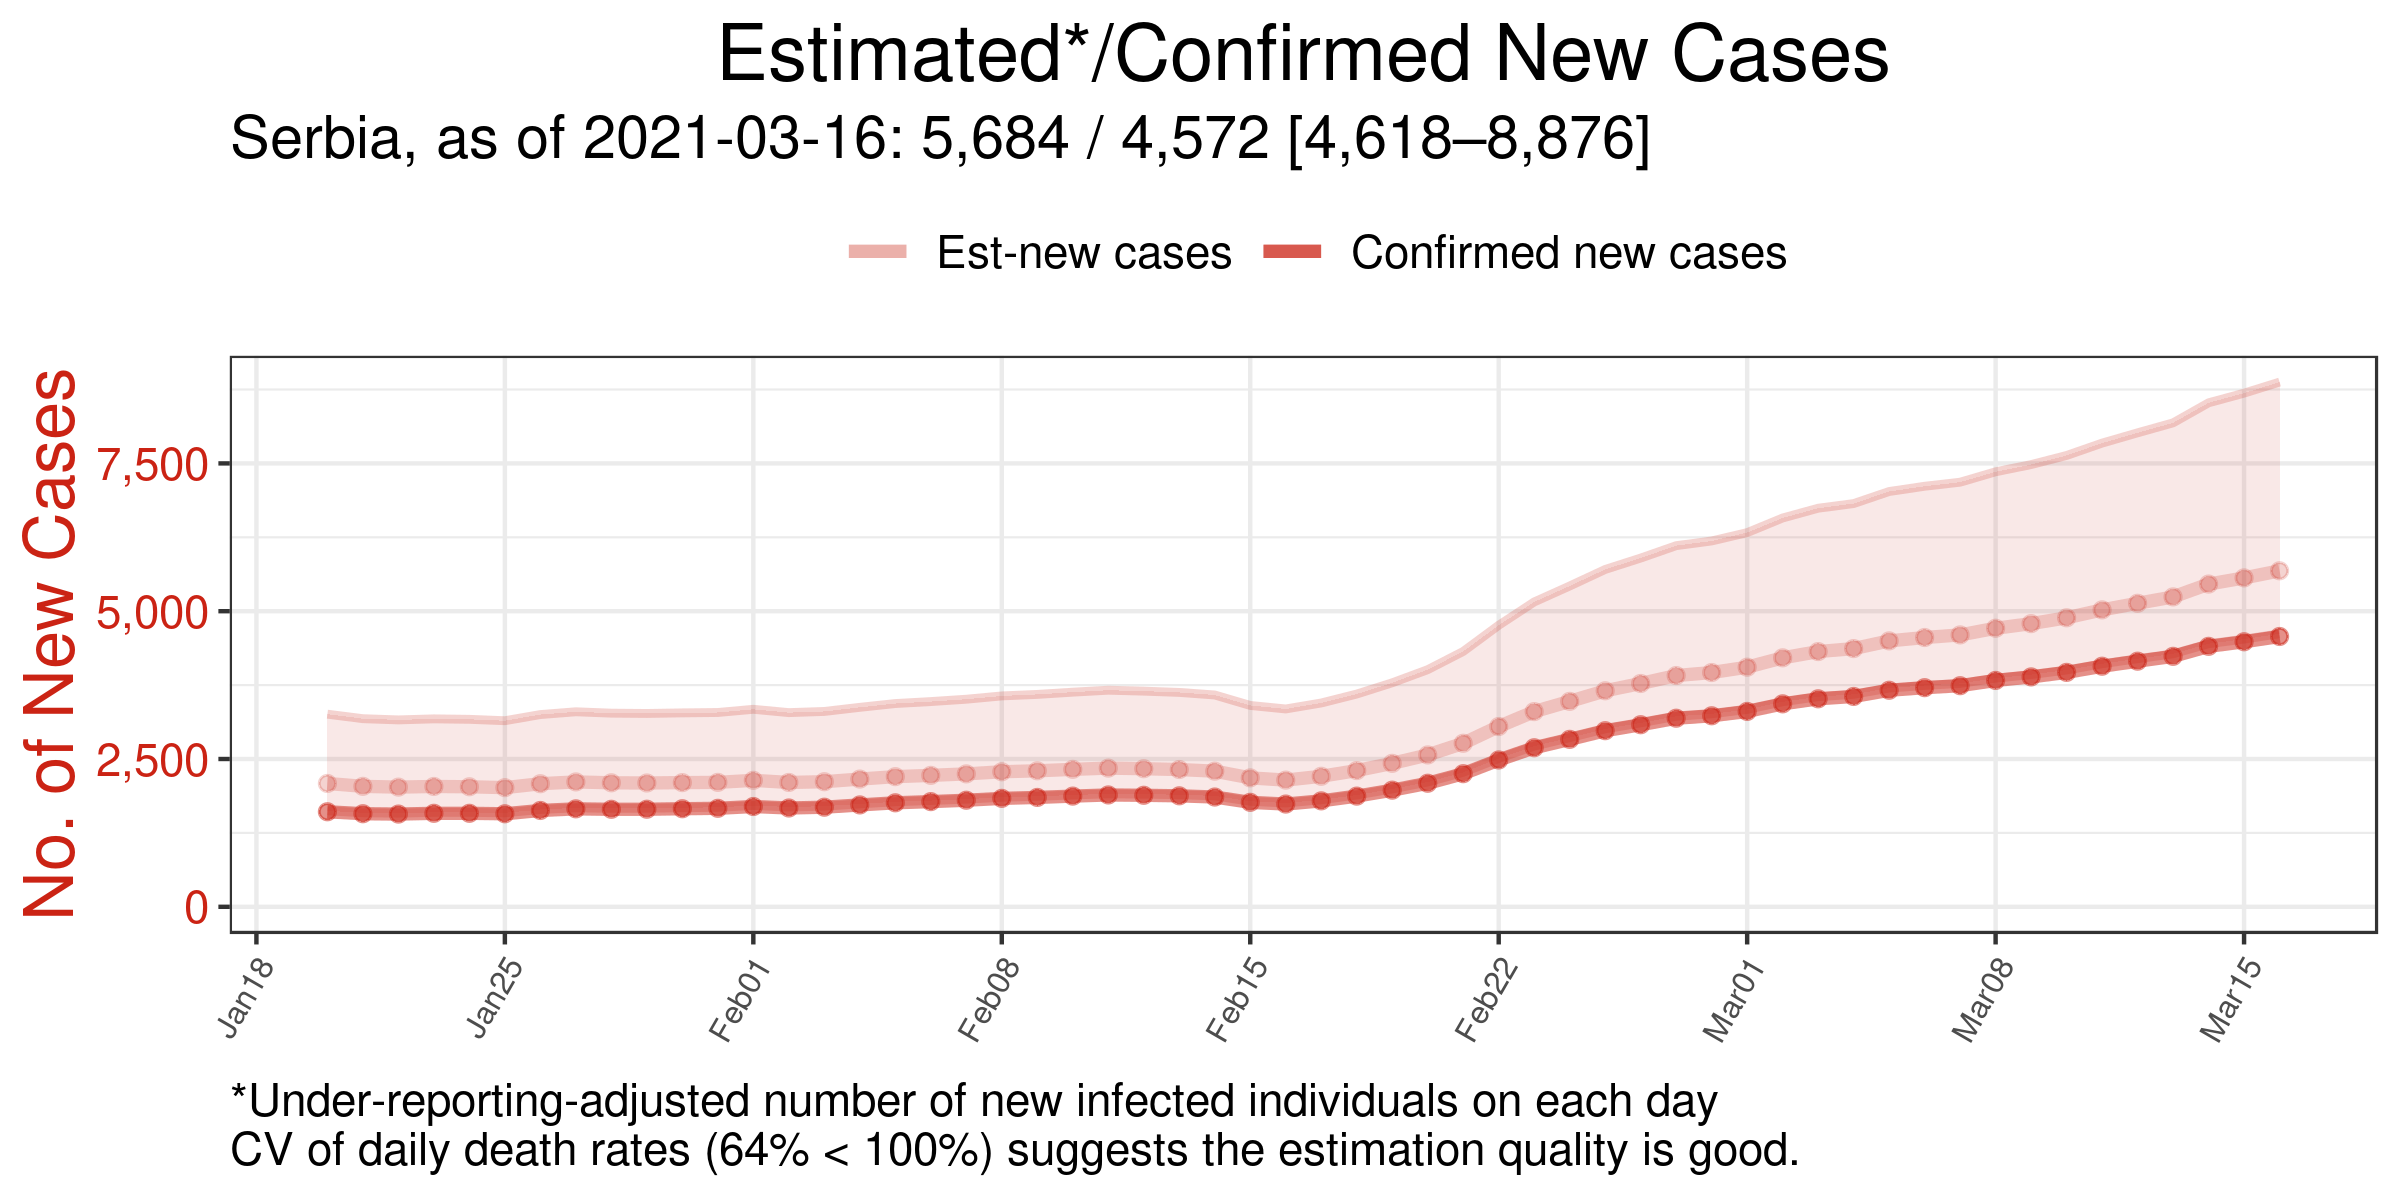 Estimated*/Confirmed New Cases
Serbia, as of 2021-03-16: 5,684 / 4,572 [4,618–8,876]
Est-new cases Confirmed new cases
No. of New Cases
7,500
5,000
2,500
0
Jan18 Jan25 Feb01 Feb08 Feb15 Feb22 Mar01 Mar08 Mar15
*Under-reporting-adjusted number of new infected individuals on each day
CV of daily death rates (64% < 100%) suggests the estimation quality is good.